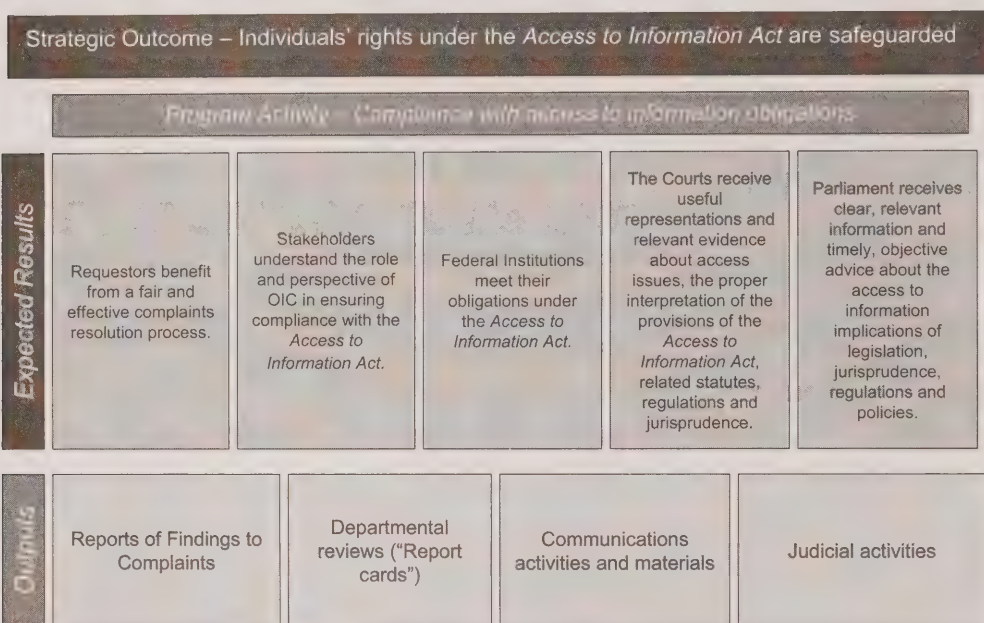 Strategic Outcome – Individuals' rights under the Access to Information Act are safeguarded
Program Activity – Compliance with access to information obligations
Expected Results
Requestors benefit
from a fair and
effective complaints
resolution process.
Stakeholders
understand the role
and perspective of
OIC in ensuring
compliance with the
Access to
Information Act.
Federal Institutions
meet their
obligations under
the Access to
Information Act.
The Courts receive
useful
representations and
relevant evidence
about access
issues, the proper
interpretation of the
provisions of the
Access to
Information Act,
related statutes,
regulations and
jurisprudence.
Parliament receives
clear, relevant
information and
timely, objective
advice about the
access to
information
implications of
legislation,
jurisprudence,
regulations and
policies.
Outputs
Reports of Findings to
Complaints
Departmental
reviews ("Report
cards")
Communications
activities and materials
Judicial activities